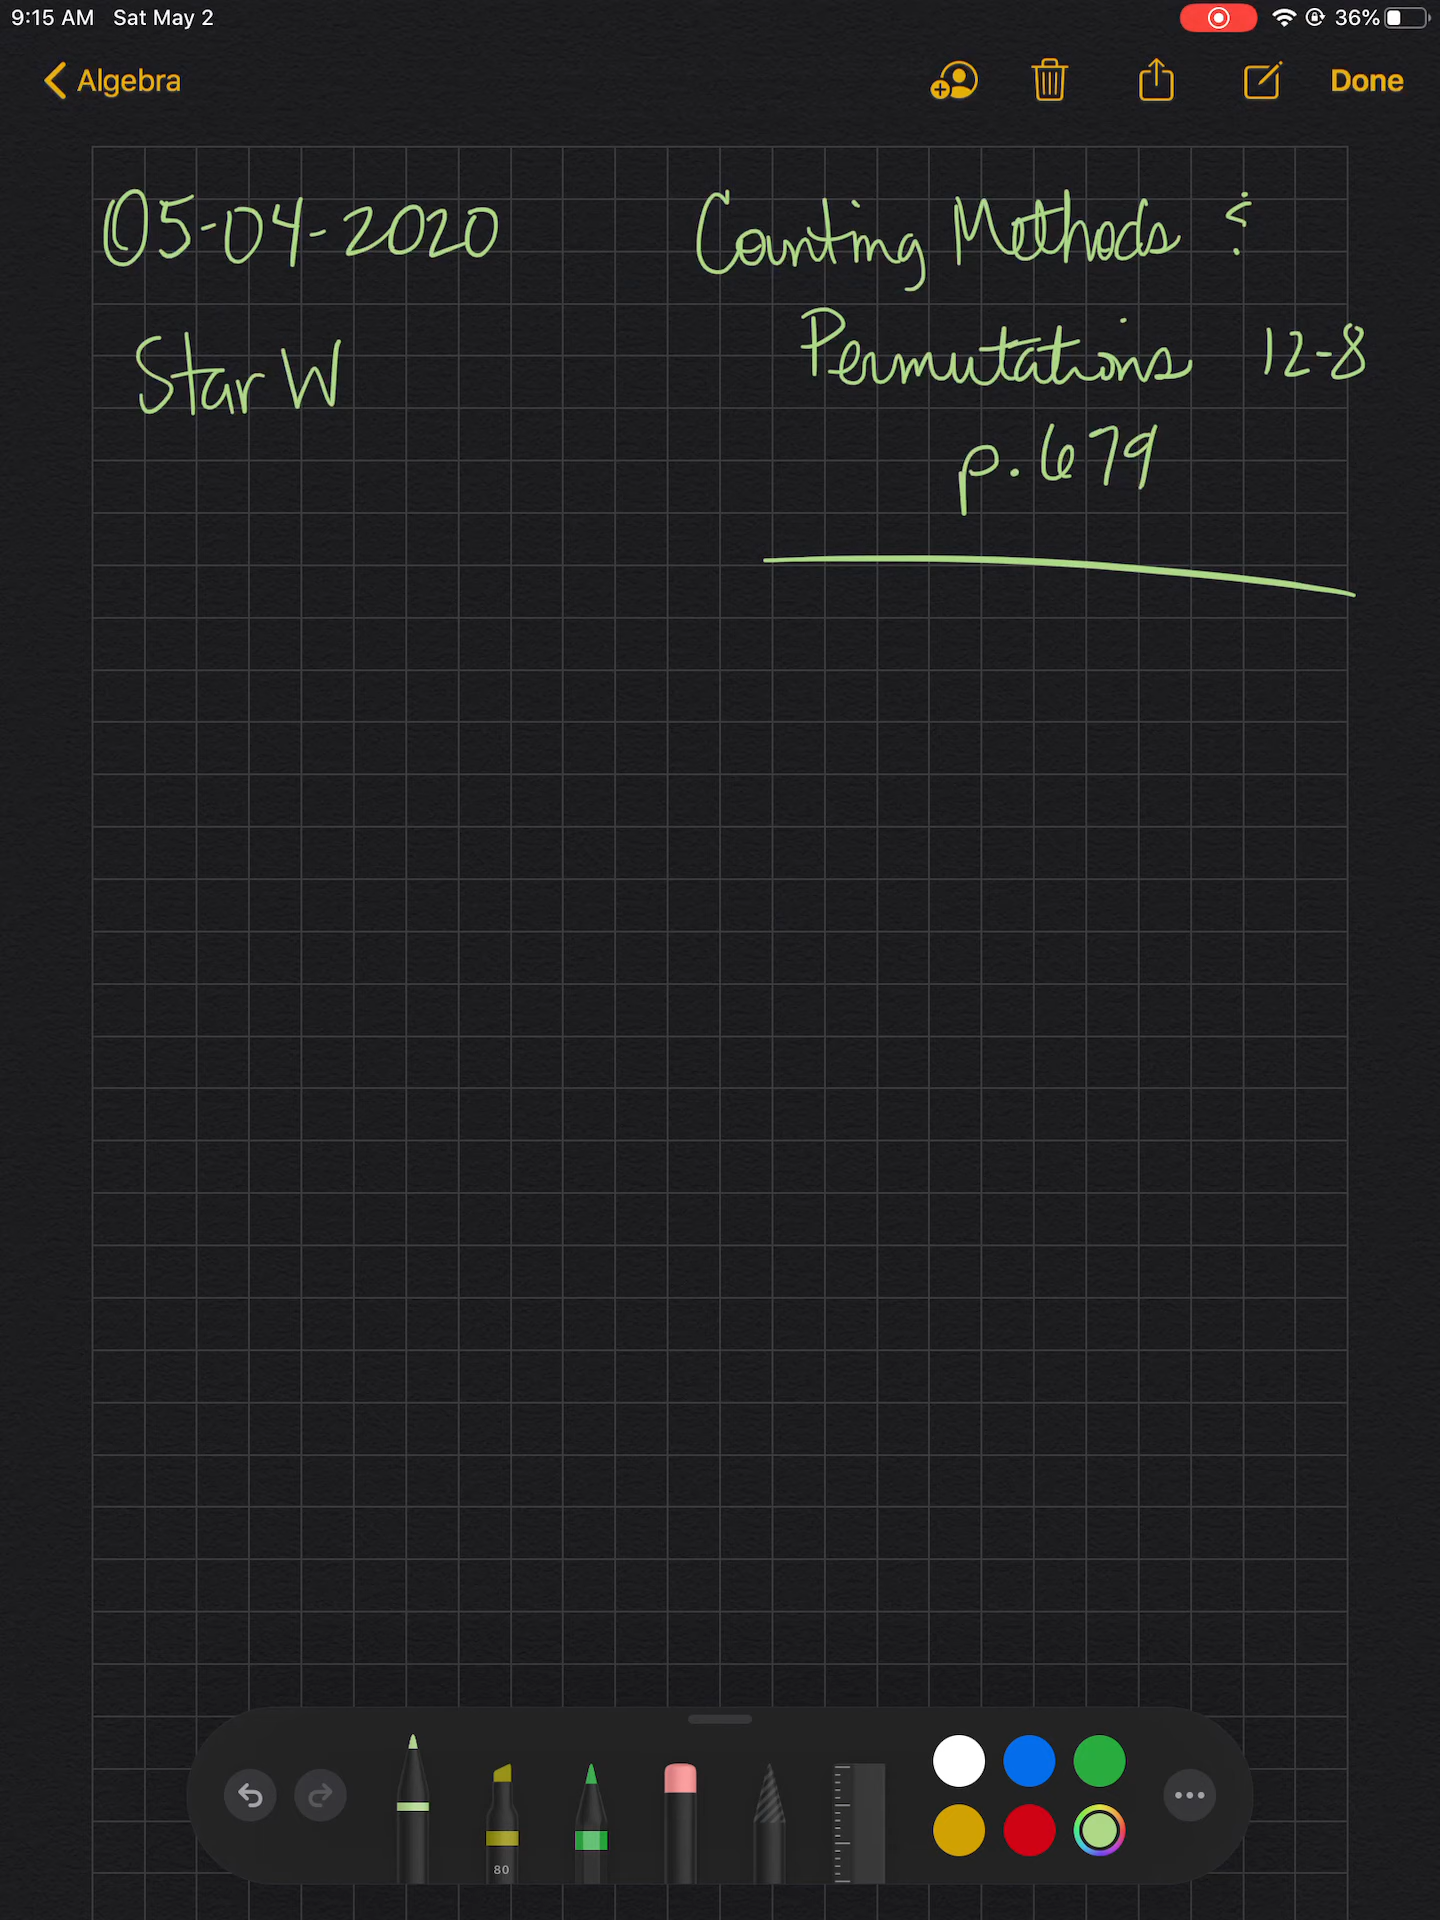 9:15 AM Sat May 2 36%
Algebra Done
05-04-2020 Counting Methods &
Star W Permutations 12-8
p. 679
80